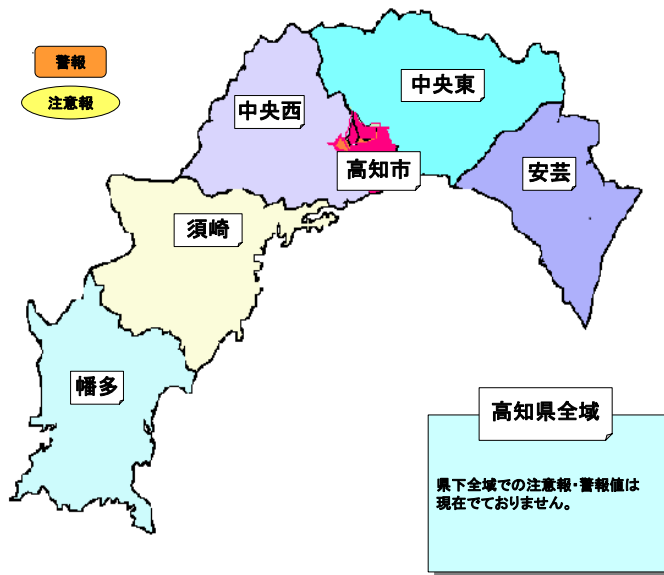 警報
注意報
中央東
中央西
高知市
安芸
須崎
幡多
高知県全域
県下全域での注意報・警報値は
現在でておりません。